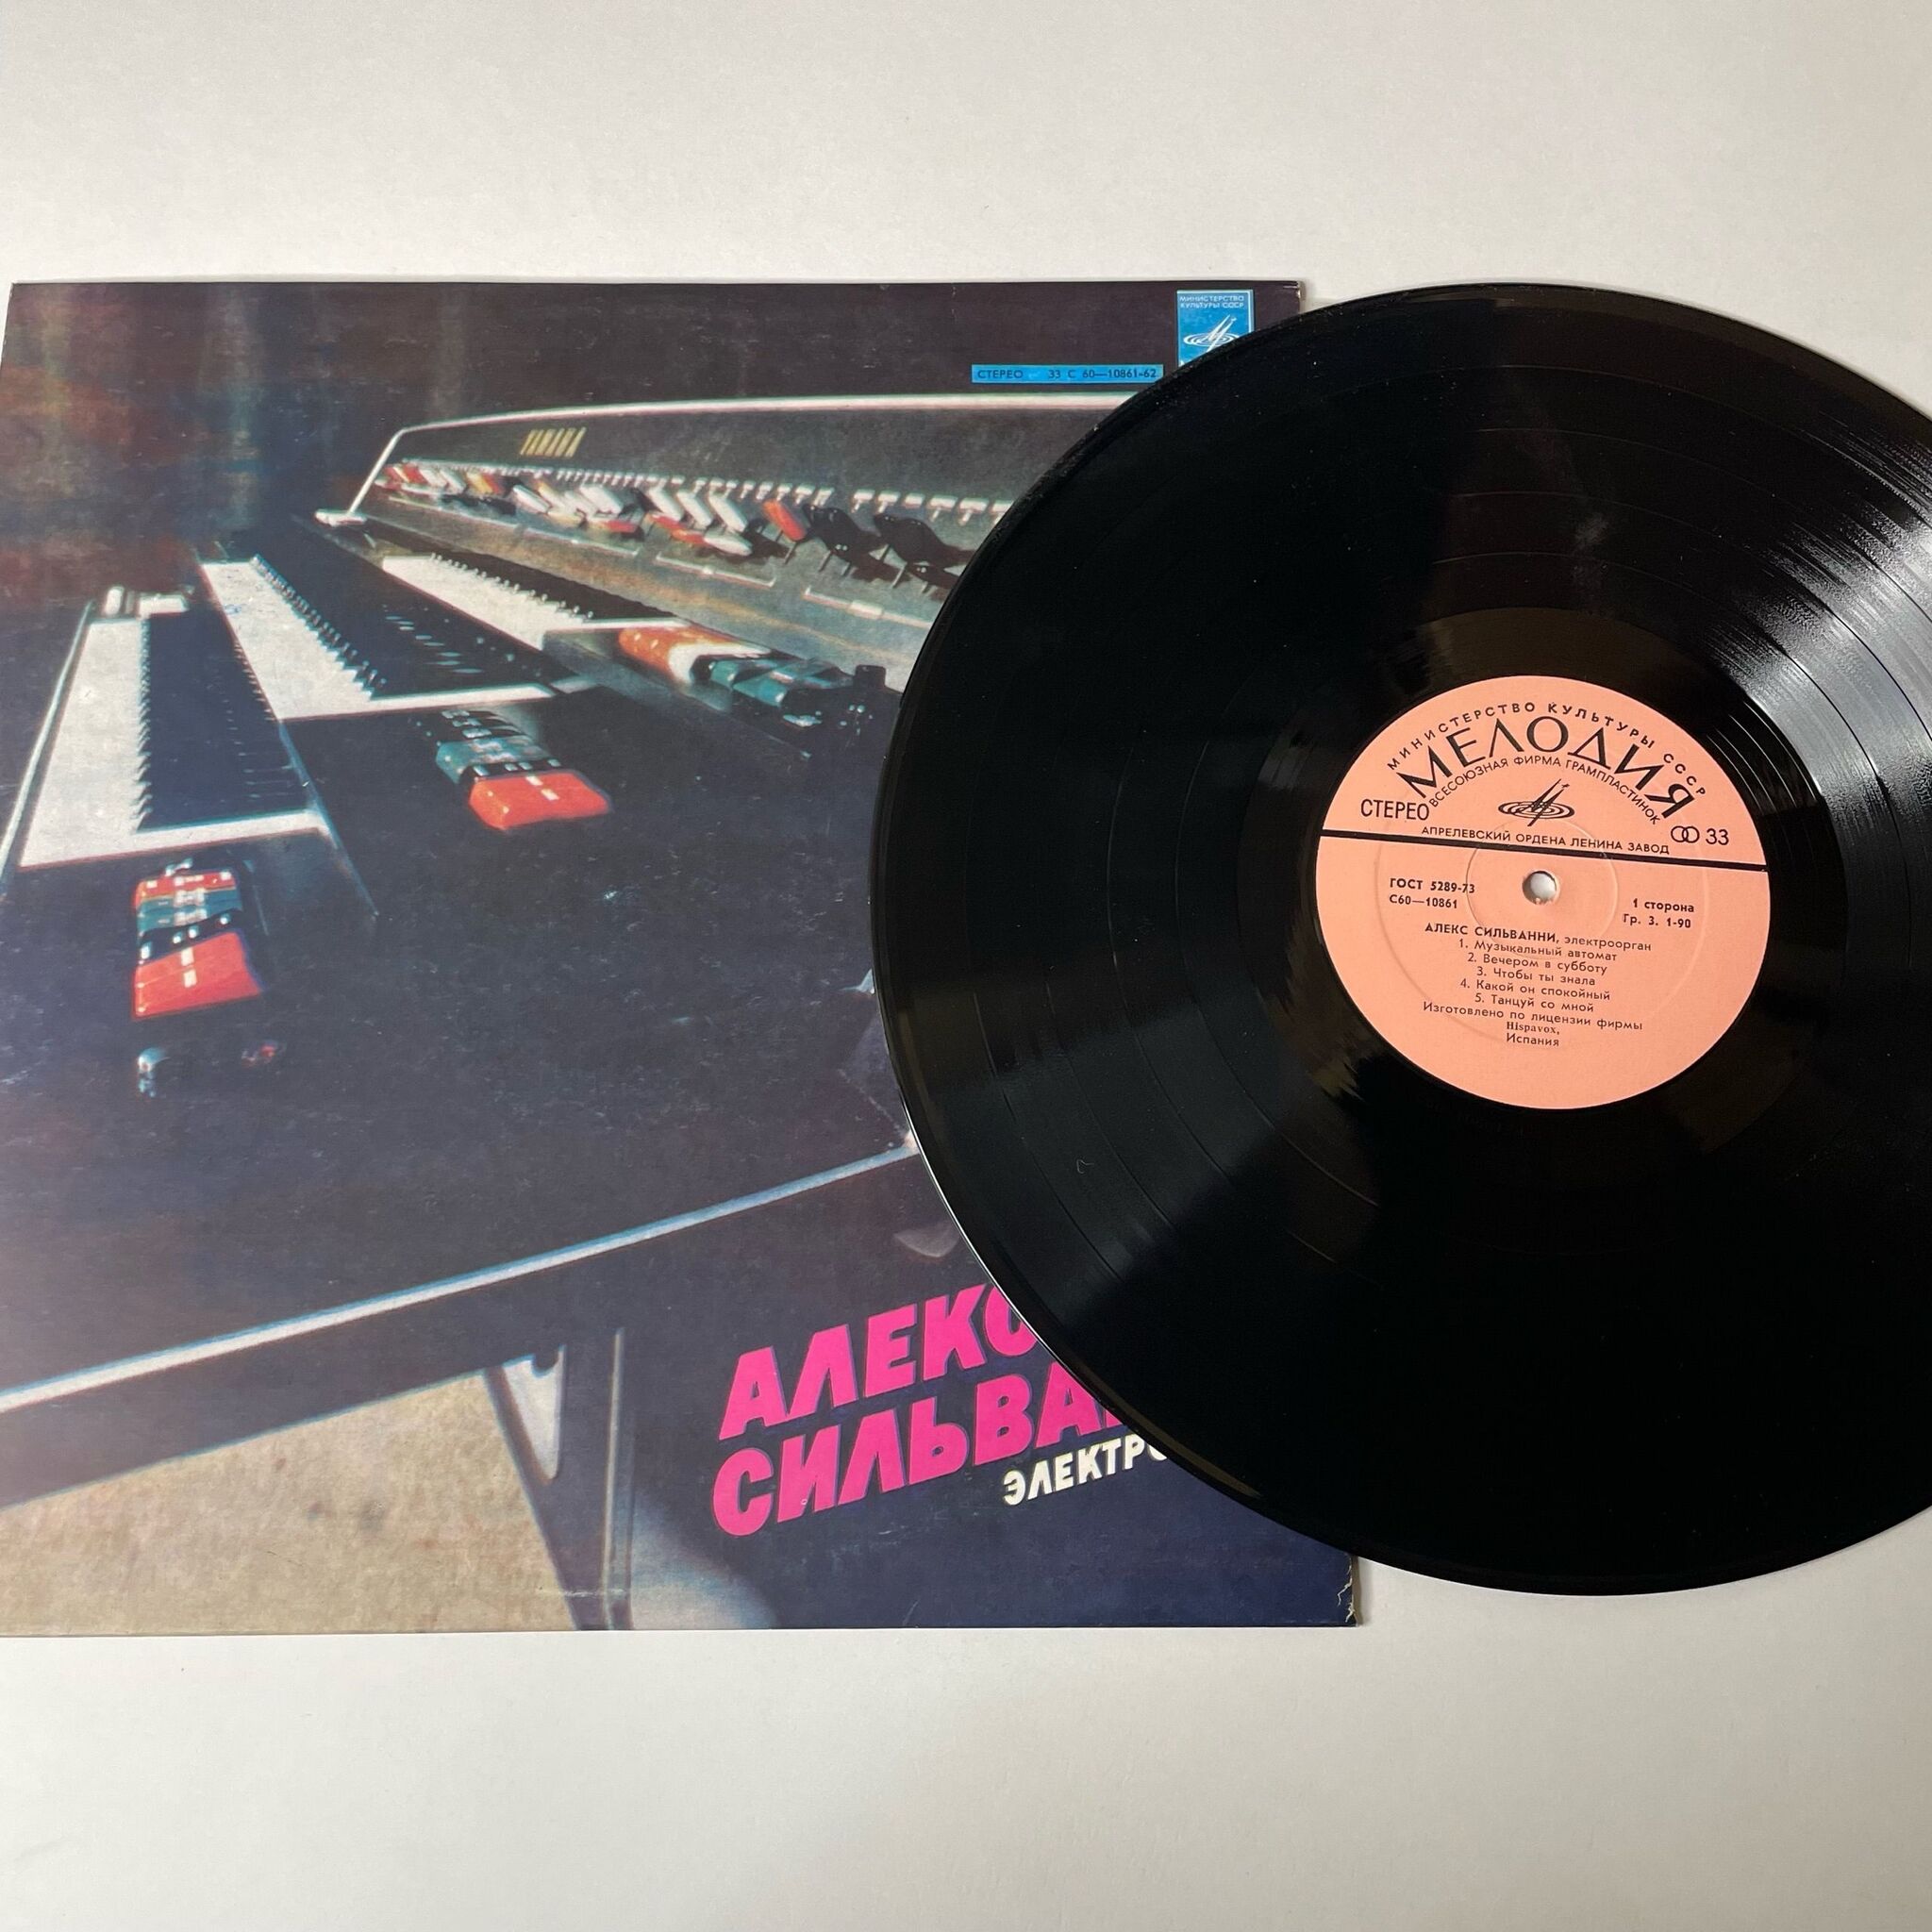 МИНИСТЕРСТВО
КУЛЬТУРЫ СССР
СТЕРЕО 33 С 60—10861-62
YAMAHA
АЛЕКС
СИЛЬВА
ЭЛЕКТРО
МИНИСТЕРСТВО КУЛЬТУРЫ СССР
МЕЛОДИЯ
ВСЕСОЮЗНАЯ ФИРМА ГРАМПЛАСТИНОК
СТЕРЕО
33
АПРЕЛЕВСКИЙ ОРДЕНА ЛЕНИНА ЗАВОД
ГОСТ 5289-73
С60—10861
1 сторона
Гр. 3. 1-90
АЛЕКС СИЛЬВАННИ, электроорган
1. Музыкальный автомат
2. Вечером в субботу
3. Чтобы ты знала
4. Какой он спокойный
5. Танцуй со мной
Изготовлено по лицензии фирмы
Hispavox,
Испания